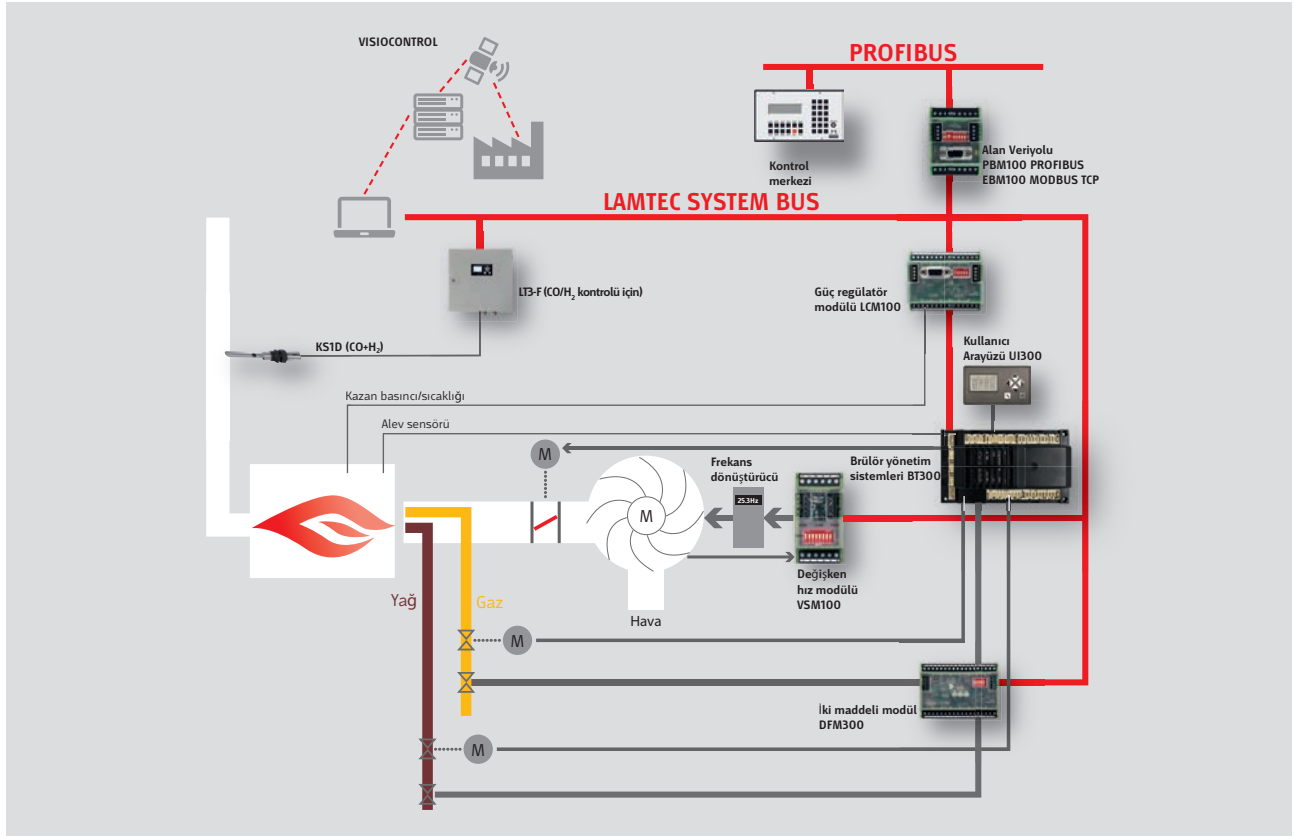 VISIOCONTROL
PROFIBUS
Kontrol
merkezi
Alan Veriyolu
PBM100 PROFIBUS
EBM100 MODBUS TCP
LAMTEC SYSTEM BUS
LT3-F (CO/H₂ kontrolü için)
Güç regülatör
modülü LCM100
KS1D (CO+H₂)
Kullanıcı
Arayüzü UI300
Kazan basıncı/sıcaklığı
Alev sensörü
M
Frekans
dönüştürücü
Brülör yönetim
sistemleri BT300
25.3Hz
M
Değişken
hız modülü
VSM100
Yağ
Gaz
Hava
M
İki maddeli modül
DFM300
M